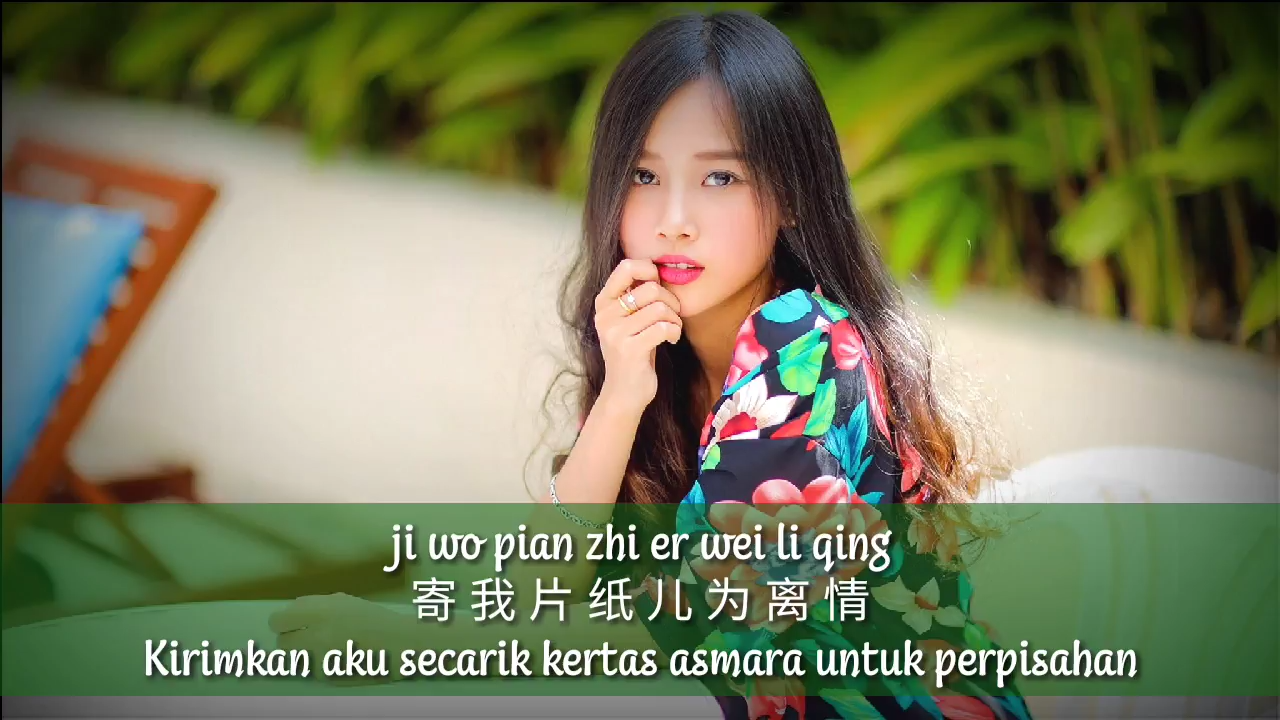 ji wo pian zhi er wei li qing
寄我片纸儿为离情
Kirimkan aku secarik kertas asmara untuk perpisahan